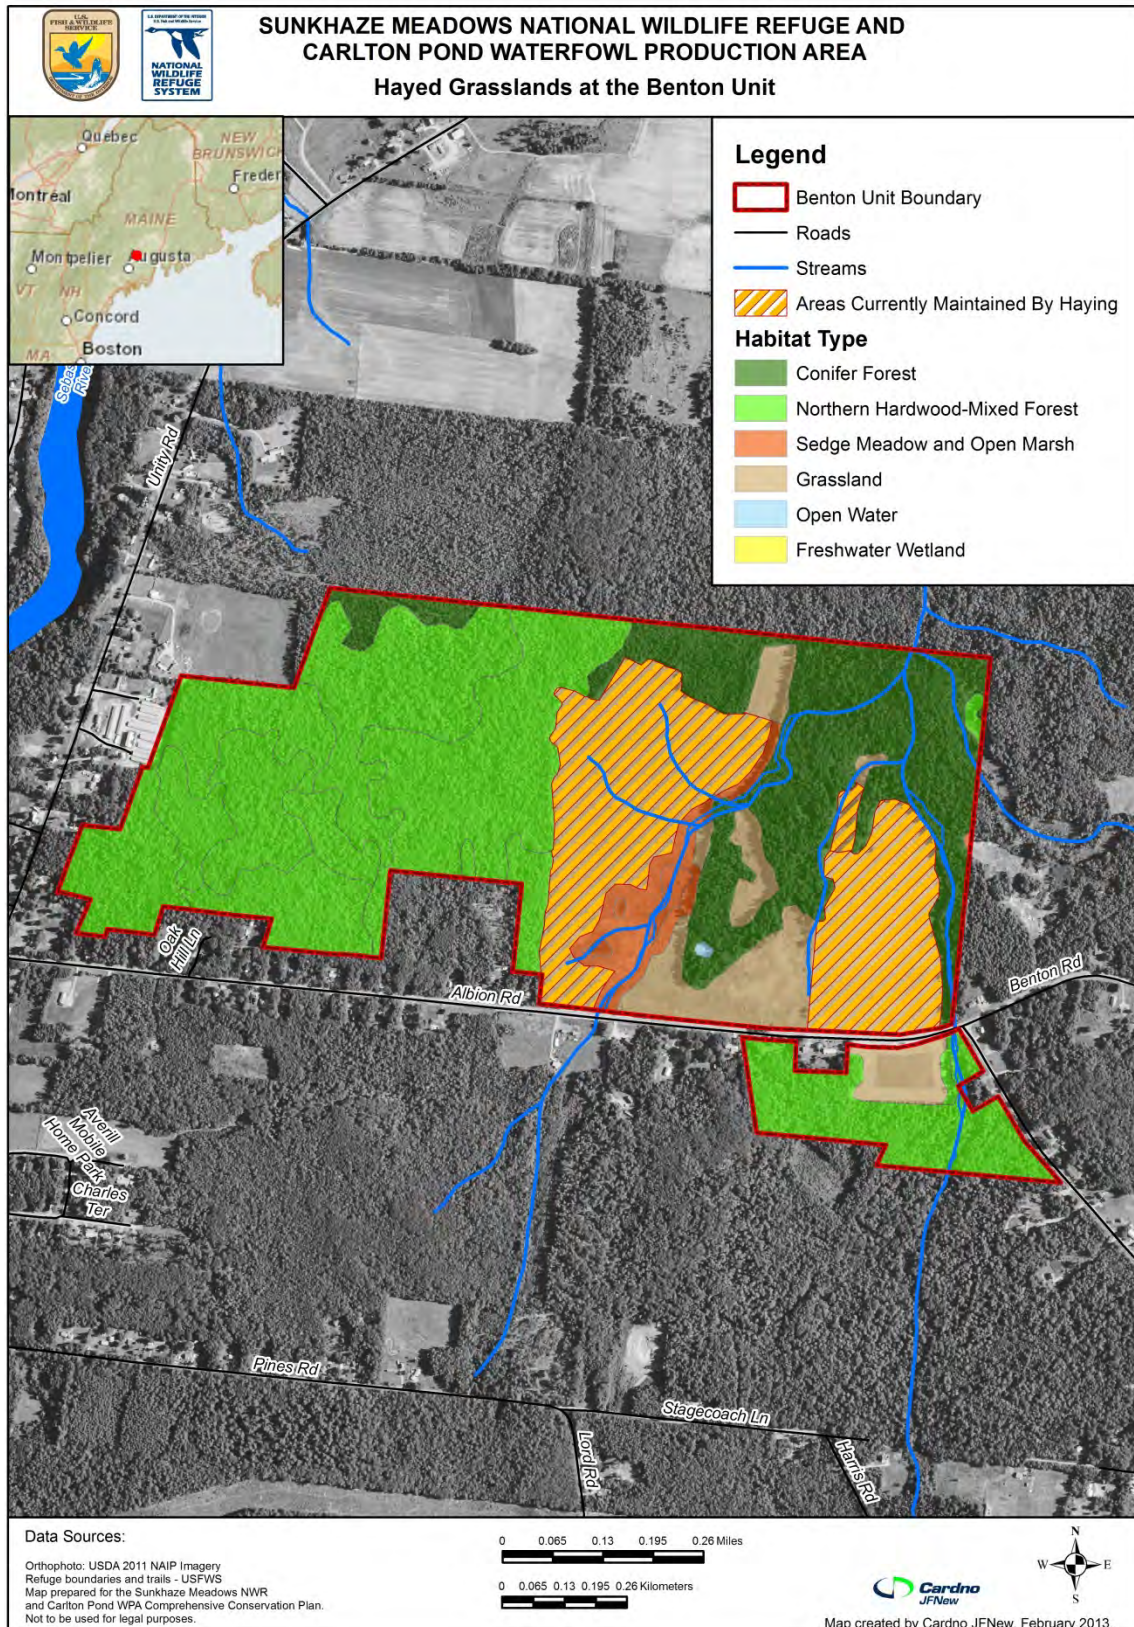 U.S.
FISH & WILDLIFE
SERVICE
NATIONAL
WILDLIFE
REFUGE
SYSTEM
SUNKHAZE MEADOWS NATIONAL WILDLIFE REFUGE AND
CARLTON POND WATERFOWL PRODUCTION AREA
Hayed Grasslands at the Benton Unit
Québec
NEW
BRUNSWICK
Freder
Montréal
MAINE
Montpelier
Augusta
VT
NH
Concord
MA
Boston
Legend
Benton Unit Boundary
Roads
Streams
Areas Currently Maintained By Haying
Habitat Type
Conifer Forest
Northern Hardwood-Mixed Forest
Sedge Meadow and Open Marsh
Grassland
Open Water
Freshwater Wetland
Sebas
River
Unity Rd
Oak
Hill Ln
Albion Rd
Benton Rd
Averill
Mobile
Home Park
Charles
Ter
Pines Rd
Stagecoach Ln
Lord Rd
Harris Rd
Data Sources:
Orthophoto: USDA 2011 NAIP Imagery
Refuge boundaries and trails - USFWS
Map prepared for the Sunkhaze Meadows NWR
and Carlton Pond WPA Comprehensive Conservation Plan.
Not to be used for legal purposes.
0 0.065 0.13 0.195 0.26 Miles
0 0.065 0.13 0.195 0.26 Kilometers
N
W E
S
Cardno
JFNew
Map created by Cardno JFNew, February 2013